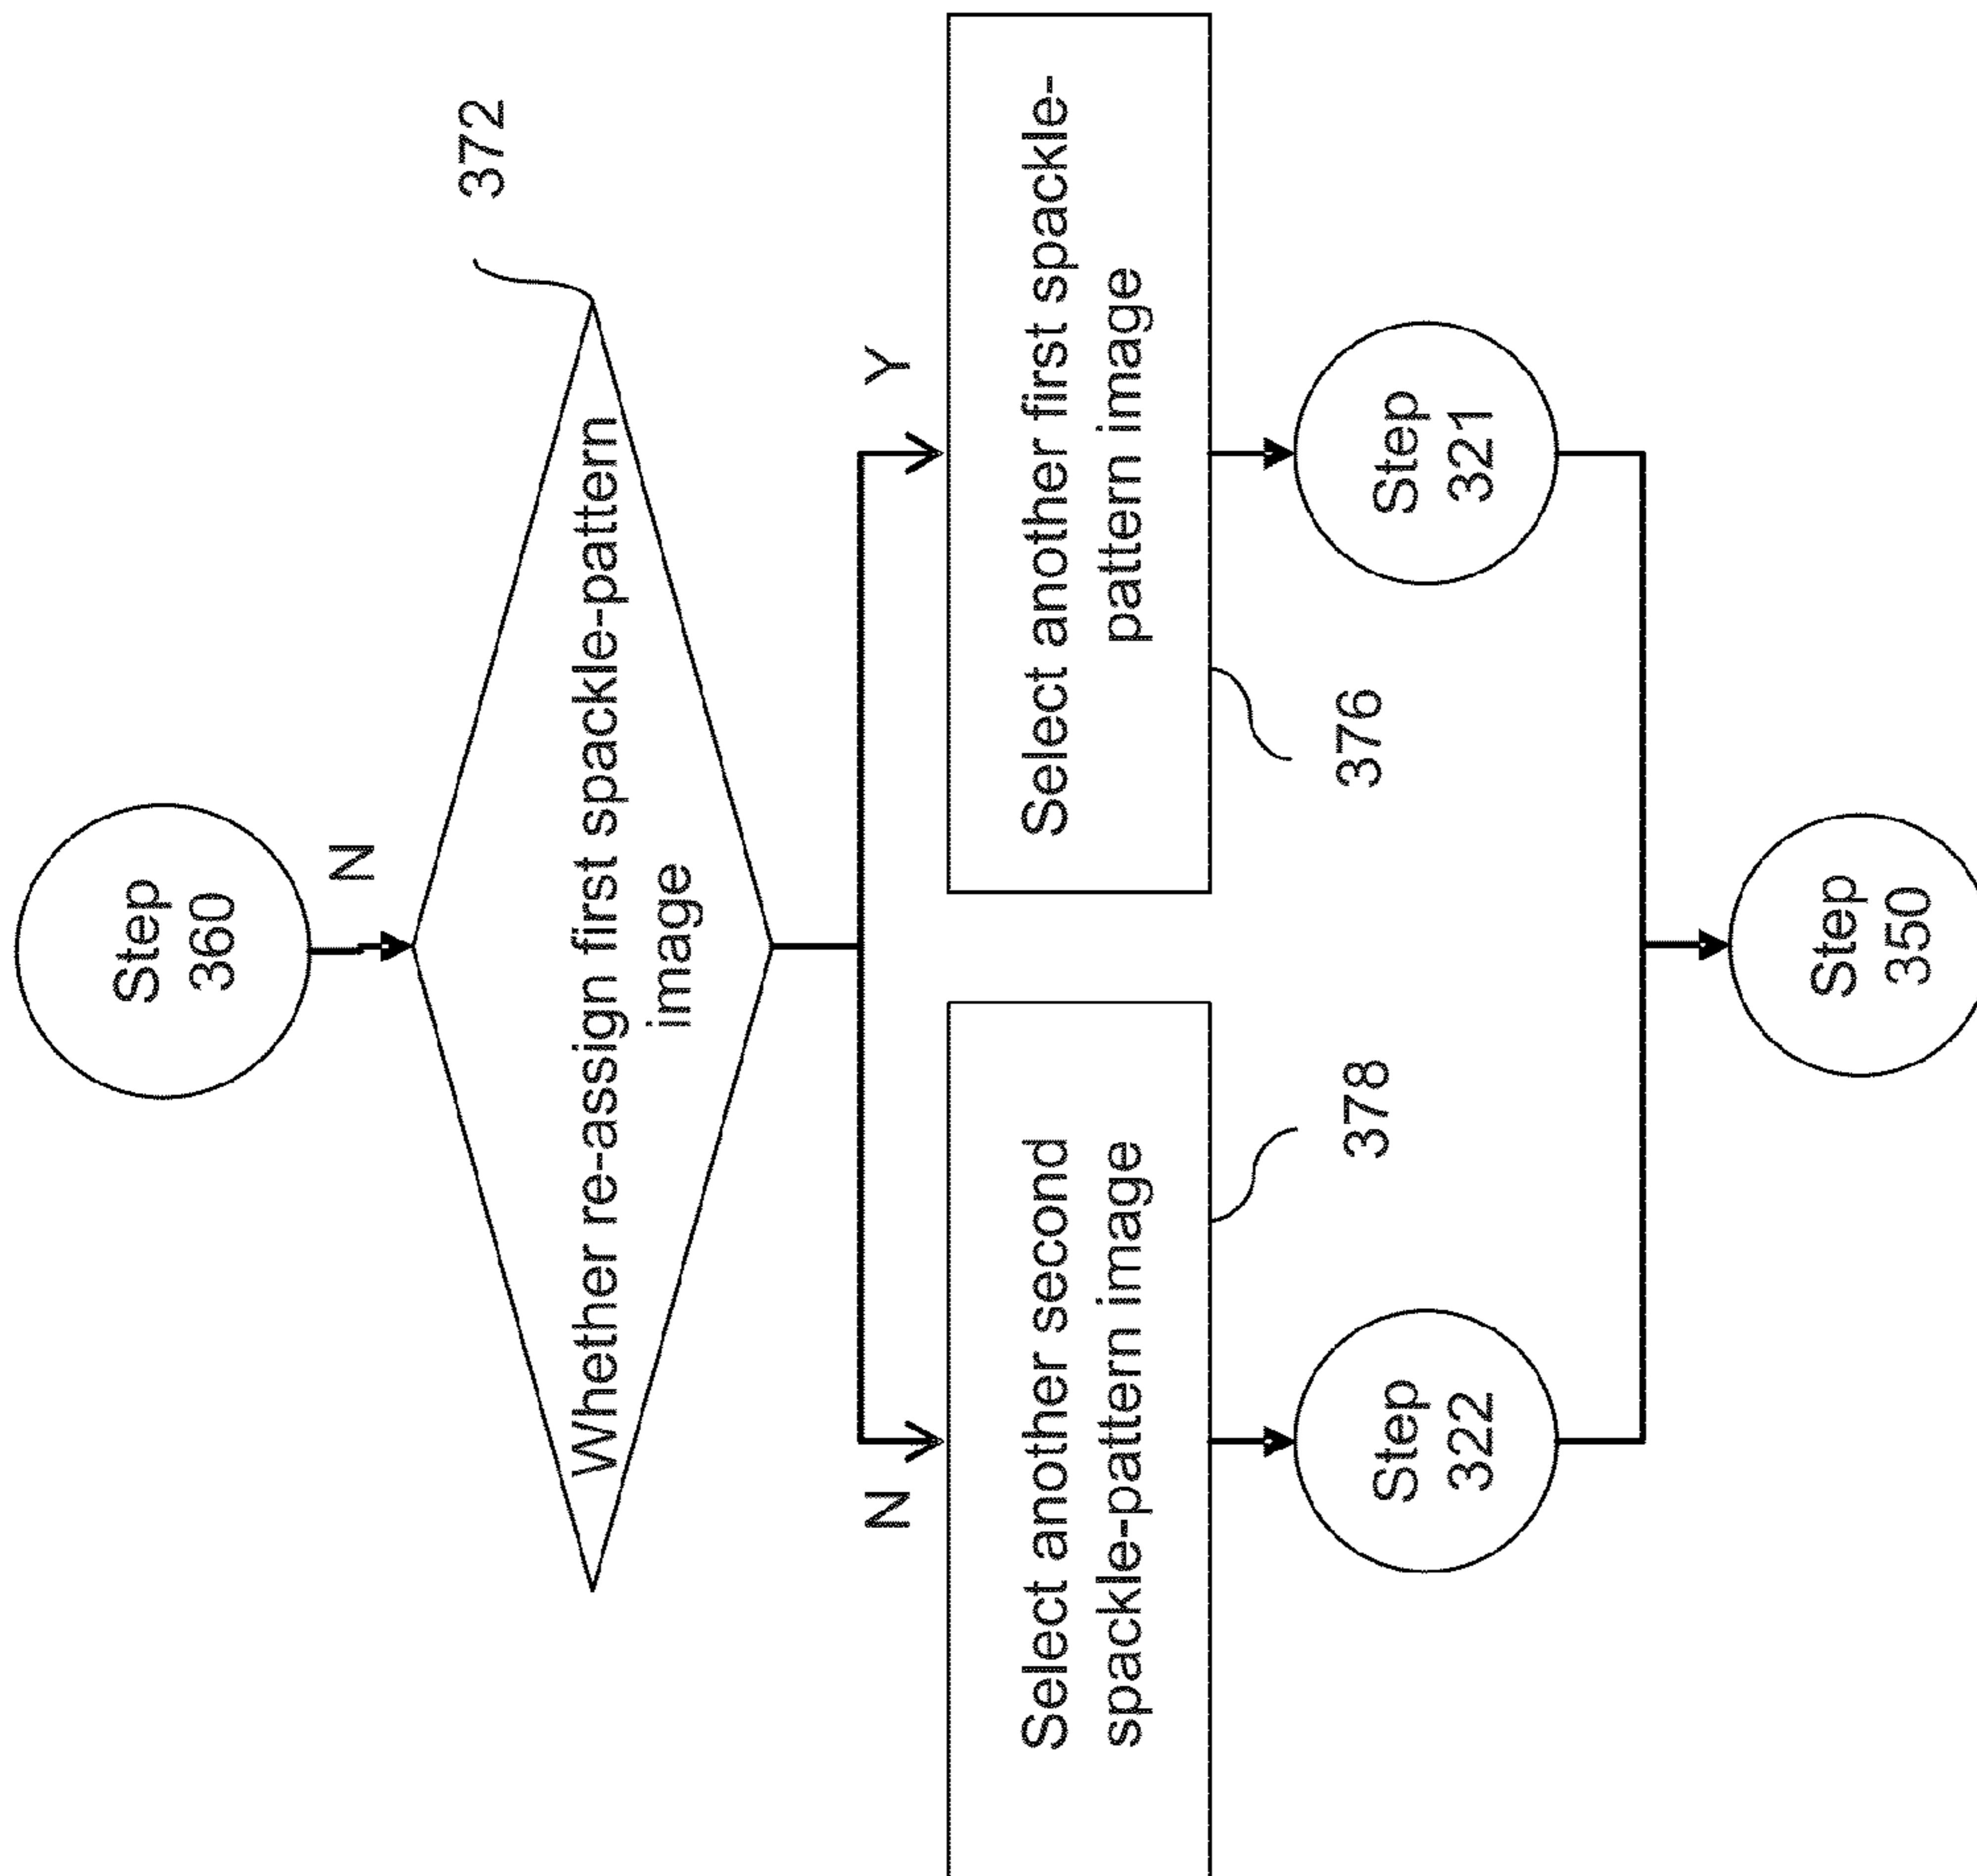 Step
360
N
372
Whether re-assign first spackle-pattern
image
N
Y
Select another second
spackle-pattern image
378
Select another first spackle-
pattern image
376
Step
322
Step
321
Step
350